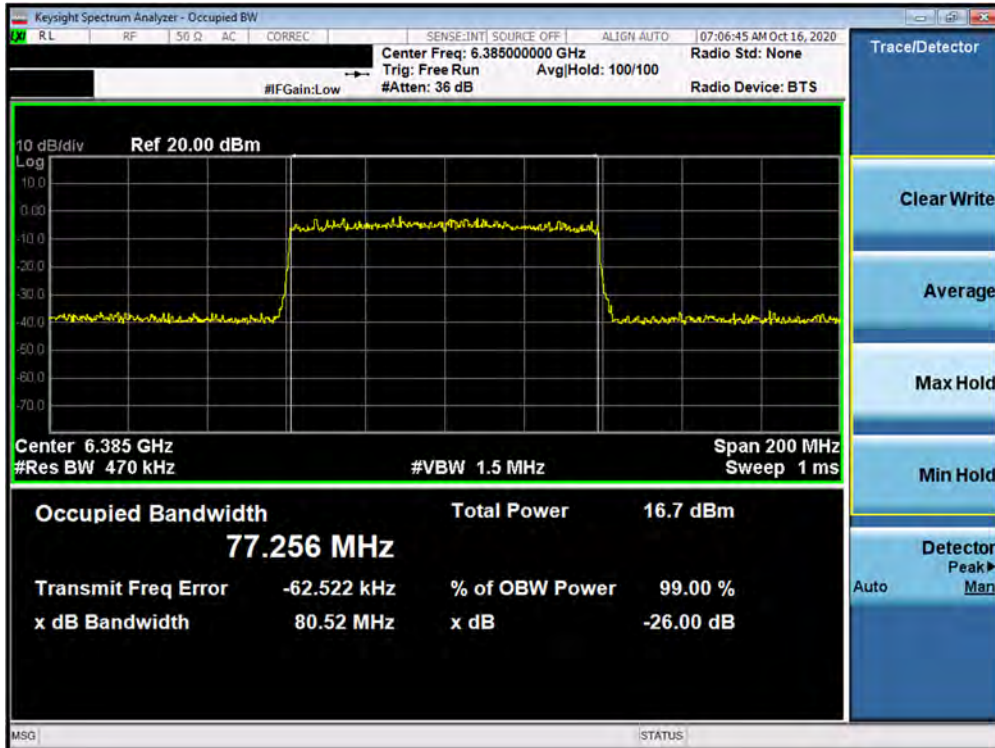 Keysight Spectrum Analyzer - Occupied BW
LXI RL RF 50 Ω AC CORREC SENSE:INT SOURCE OFF ALIGN AUTO 07:06:45 AM Oct 16, 2020
Center Freq: 6.385000000 GHz Radio Std: None
Trig: Free Run Avg|Hold: 100/100
#IFGain:Low #Atten: 36 dB Radio Device: BTS
10 dB/div Ref 20.00 dBm
Log
10.0
0.00
-10.0
-20.0
-30.0
-40.0
-50.0
-60.0
-70.0
Center 6.385 GHz Span 200 MHz
#Res BW 470 kHz #VBW 1.5 MHz Sweep 1 ms
Occupied Bandwidth Total Power 16.7 dBm
77.256 MHz
Transmit Freq Error -62.522 kHz % of OBW Power 99.00 %
x dB Bandwidth 80.52 MHz x dB -26.00 dB
MSG STATUS
Trace/Detector
Clear Write
Average
Max Hold
Min Hold
Detector
Peak▶
Auto Man